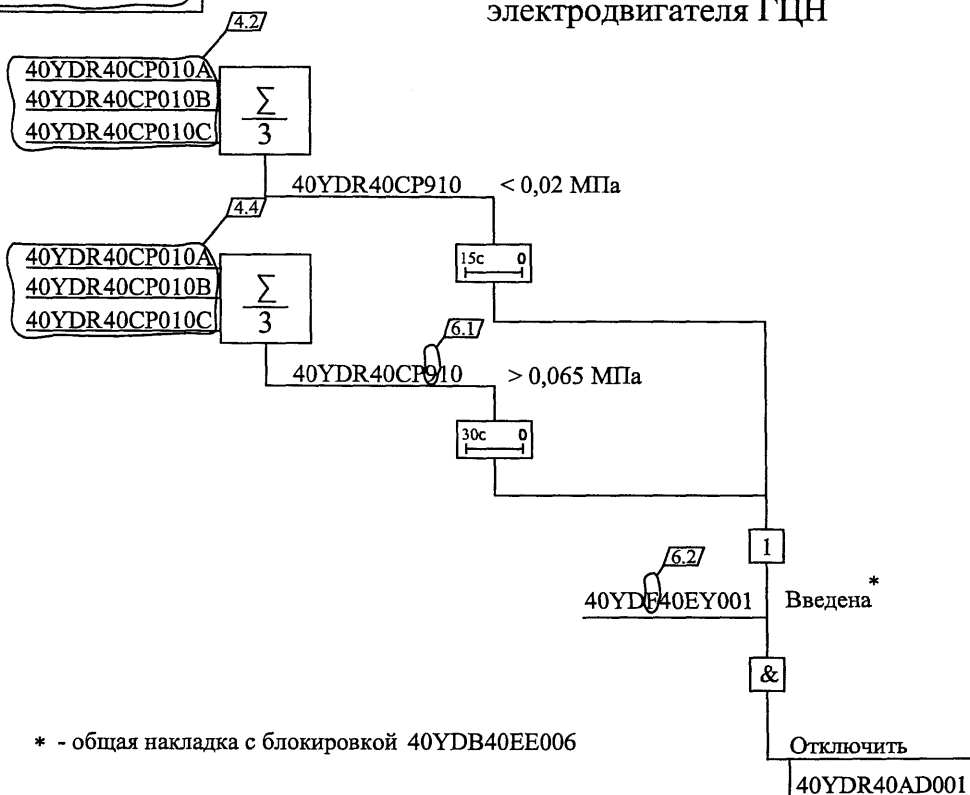 электродвигателя ГЦН
4.2
40YDR40CP010A
40YDR40CP010B
40YDR40CP010C
Σ
3
40YDR40CP910 < 0,02 МПа
4.4
15с 0
40YDR40CP010A
40YDR40CP010B
40YDR40CP010C
Σ
3
6.1
40YDR40CP910 > 0,065 МПа
30с 0
1
6.2
40YDF40EY001 Введена*
&
* - общая накладка с блокировкой 40YDB40EE006
Отключить
40YDR40AD001